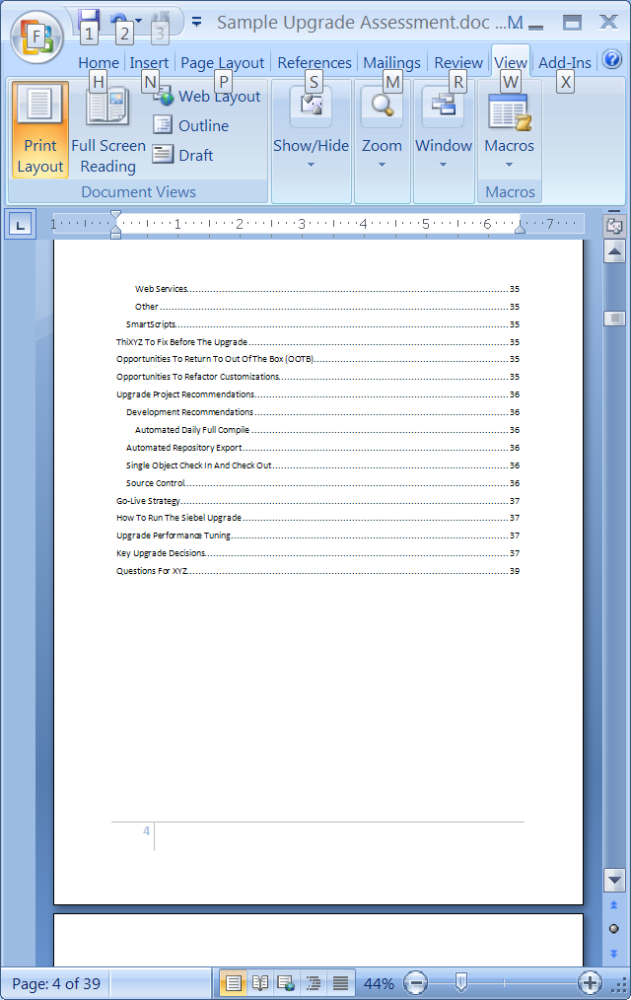 Sample Upgrade Assessment.doc ...M
F 1 2 3
Home Insert Page Layout References Mailings Review View Add-Ins
H N P S M R W X
Print Layout
Full Screen Reading
Web Layout
Outline
Draft
Show/Hide
Zoom
Window
Macros
Document Views
Macros
L 1 1 2 3 4 5 6 7
Web Services 35
Other 35
SmartScripts 35
ThiXYZ To Fix Before The Upgrade 35
Opportunities To Return To Out Of The Box (OOTB) 35
Opportunities To Refactor Customizations 35
Upgrade Project Recommendations 36
Development Recommendations 36
Automated Daily Full Compile 36
Automated Repository Export 36
Single Object Check In And Check Out 36
Source Control 36
Go-Live Strategy 37
How To Run The Siebel Upgrade 37
Upgrade Performance Tuning 37
Key Upgrade Decisions 37
Questions For XYZ 39
4
Page: 4 of 39
44%